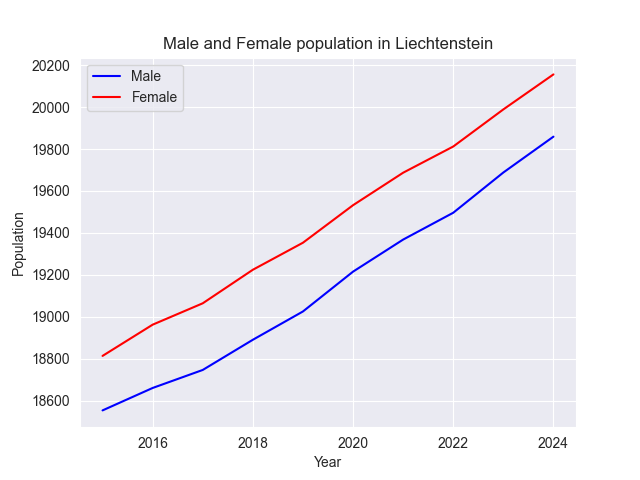 Male and Female population in Liechtenstein
Male
Female
20200
20000
19800
19600
19400
19200
19000
18800
18600
Population
2016
2018
2020
2022
2024
Year